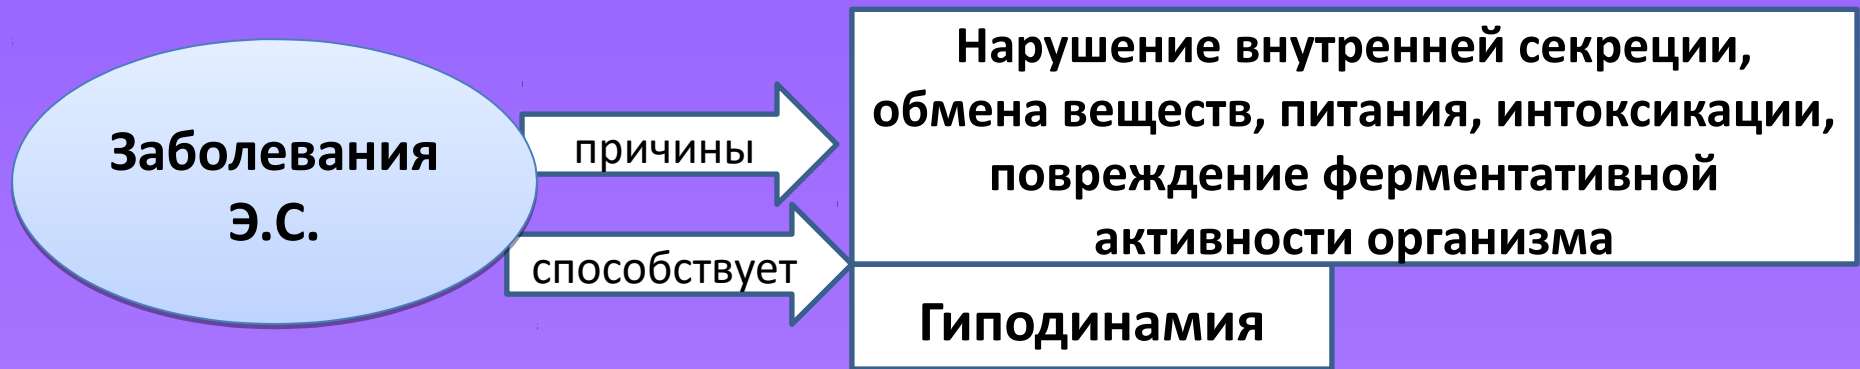 Заболевания
Э.С.
причины
Нарушение внутренней секреции,
обмена веществ, питания, интоксикации,
повреждение ферментативной
активности организма
способствует
Гиподинамия